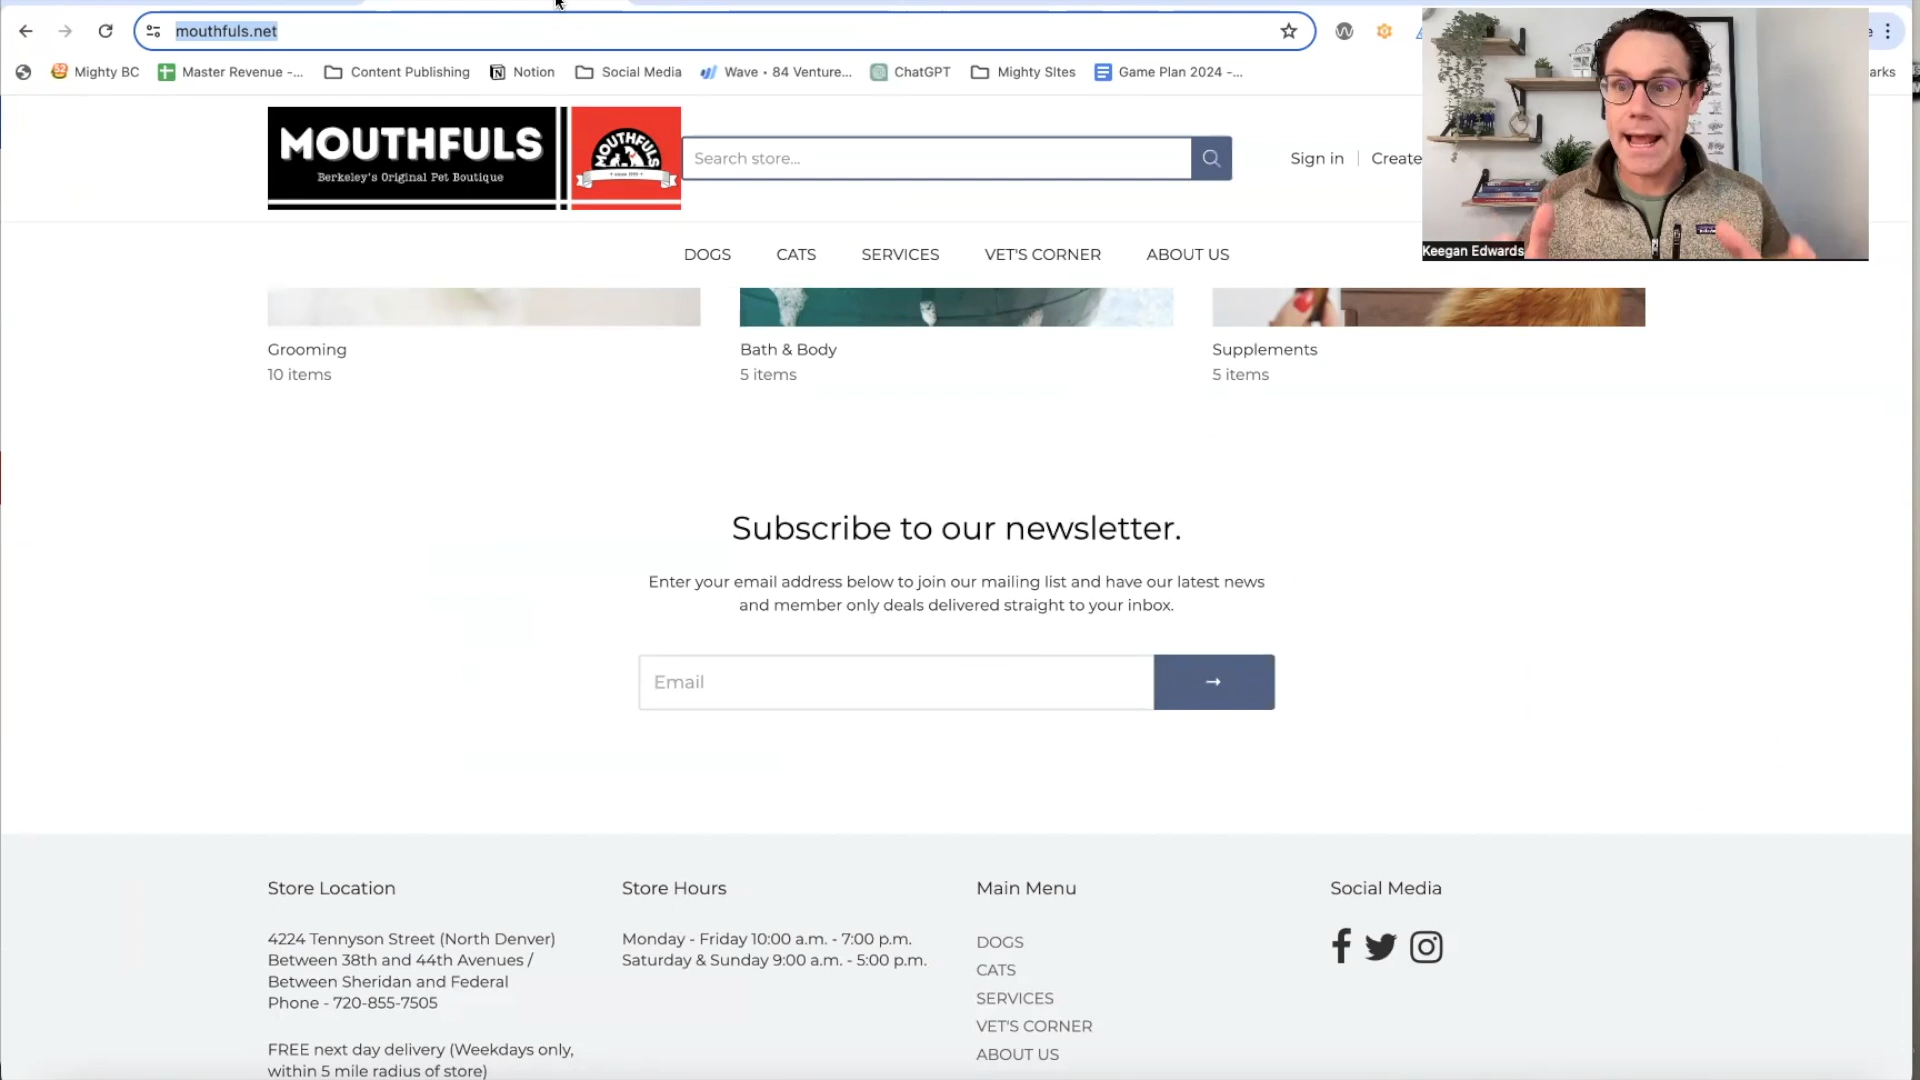 mouthfuls.net
Mighty BC
Master Revenue -...
Content Publishing
Notion
Social Media
Wave • 84 Venture...
ChatGPT
Mighty SItes
Game Plan 2024 -...
arks
MOUTHFULS
Berkeley's Original Pet Boutique
MOUTHFULS
Search store...
Sign in
Create
Keegan Edwards
DOGS
CATS
SERVICES
VET'S CORNER
ABOUT US
Grooming
10 items
Bath & Body
5 items
Supplements
5 items
Subscribe to our newsletter.
Enter your email address below to join our mailing list and have our latest news
and member only deals delivered straight to your inbox.
Email
→
Store Location
4224 Tennyson Street (North Denver)
Between 38th and 44th Avenues /
Between Sheridan and Federal
Phone - 720-855-7505
FREE next day delivery (Weekdays only,
within 5 mile radius of store)
Store Hours
Monday - Friday 10:00 a.m. - 7:00 p.m.
Saturday & Sunday 9:00 a.m. - 5:00 p.m.
Main Menu
DOGS
CATS
SERVICES
VET'S CORNER
ABOUT US
Social Media